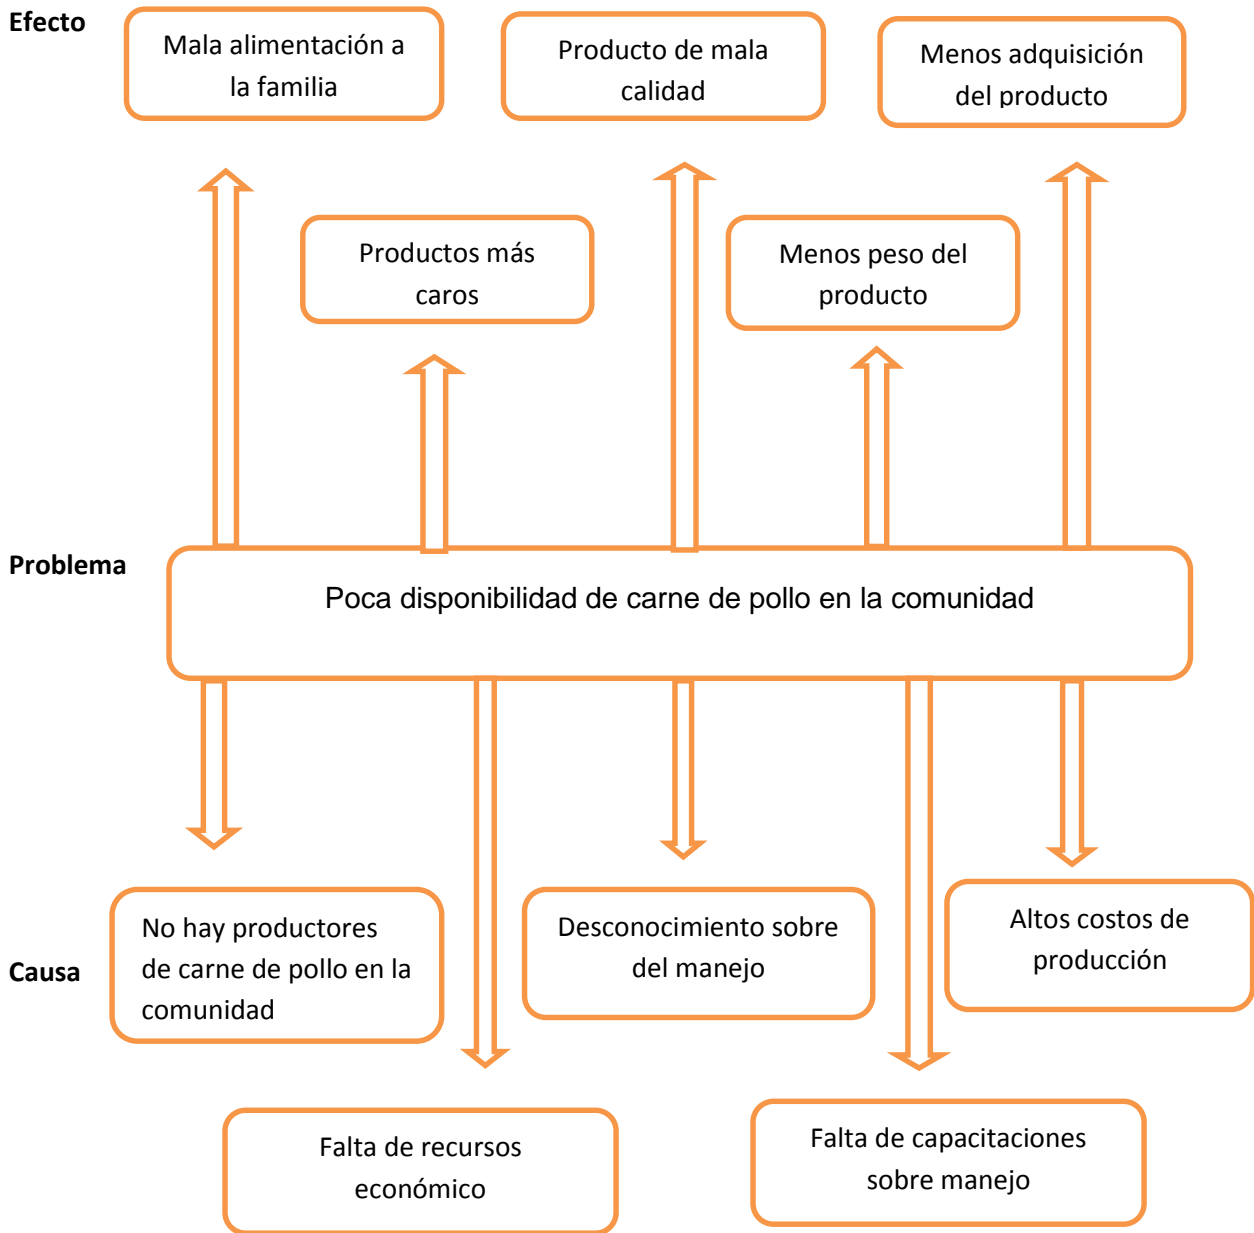 Efecto
Mala alimentación a
la familia
Producto de mala
calidad
Menos adquisición
del producto
Productos más
caros
Menos peso del
producto
Problema
Poca disponibilidad de carne de pollo en la comunidad
Causa
No hay productores
de carne de pollo en la
comunidad
Desconocimiento sobre
del manejo
Altos costos de
producción
Falta de recursos
económico
Falta de capacitaciones
sobre manejo